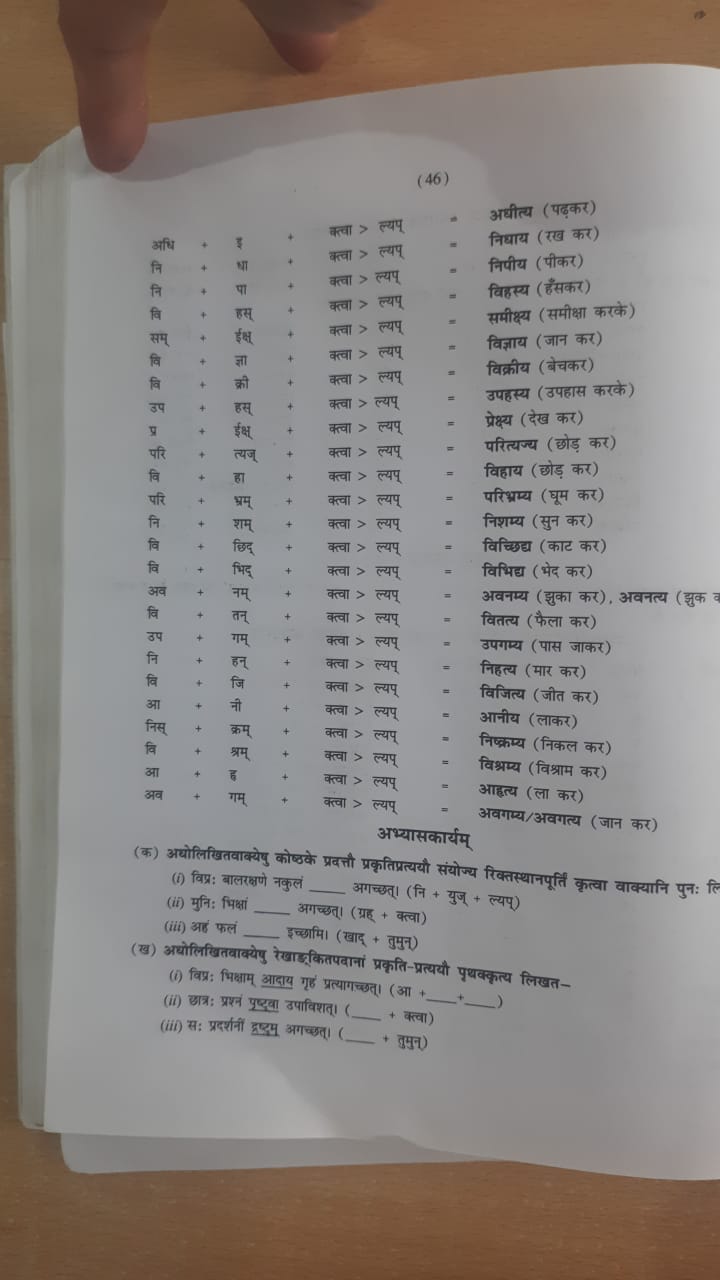 (46)
अधि + इ + क्त्वा > ल्यप् = अधीत्य (पढ़कर)
नि + धा + क्त्वा > ल्यप् = निधाय (रख कर)
नि + पा + क्त्वा > ल्यप् = निपीय (पीकर)
वि + हस् + क्त्वा > ल्यप् = विहस्य (हँसकर)
सम् + ईक्ष् + क्त्वा > ल्यप् = समीक्ष्य (समीक्षा करके)
वि + ज्ञा + क्त्वा > ल्यप् = विज्ञाय (जान कर)
वि + क्री + क्त्वा > ल्यप् = विक्रीय (बेचकर)
उप + हस् + क्त्वा > ल्यप् = उपहस्य (उपहास करके)
प्र + ईक्ष् + क्त्वा > ल्यप् = प्रेक्ष्य (देख कर)
परि + त्यज् + क्त्वा > ल्यप् = परित्यज्य (छोड़ कर)
वि + हा + क्त्वा > ल्यप् = विहाय (छोड़ कर)
परि + भ्रम् + क्त्वा > ल्यप् = परिभ्रम्य (घूम कर)
नि + शम् + क्त्वा > ल्यप् = निशम्य (सुन कर)
वि + छिद् + क्त्वा > ल्यप् = विच्छिद्य (काट कर)
वि + भिद् + क्त्वा > ल्यप् = विभिद्य (भेद कर)
अव + नम् + क्त्वा > ल्यप् = अवनम्य (झुका कर), अवनत्य (झुक
वि + तन् + क्त्वा > ल्यप् = वितत्य (फैला कर)
उप + गम् + क्त्वा > ल्यप् = उपगम्य (पास जाकर)
नि + हन् + क्त्वा > ल्यप् = निहत्य (मार कर)
वि + जि + क्त्वा > ल्यप् = विजित्य (जीत कर)
आ + नी + क्त्वा > ल्यप् = आनीय (लाकर)
निस् + क्रम् + क्त्वा > ल्यप् = निष्क्रम्य (निकल कर)
वि + श्रम् + क्त्वा > ल्यप् = विश्रम्य (विश्राम कर)
आ + हृ + क्त्वा > ल्यप् = आहृत्य (ला कर)
अव + गम् + क्त्वा > ल्यप् = अवगम्य/अवगत्य (जान कर)
अभ्यासकार्यम्
(क) अधोलिखितवाक्येषु कोष्ठके प्रदत्तौ प्रकृतिप्रत्ययौ संयोज्य रिक्तस्थानपूर्तिं कृत्वा वाक्यानि पुनः
(i) विप्रः बालरक्षणे नकुलं ____ अगच्छत्। (नि + युज् + ल्यप्)
(ii) मुनिः भिक्षां ____ अगच्छत्। (ग्रह् + क्त्वा)
(iii) अहं फलं ____ इच्छामि। (खाद् + तुमुन्)
(ख) अधोलिखितवाक्येषु रेखाङ्कितपदानां प्रकृति-प्रत्ययौ पृथक्कृत्य लिखत–
(i) विप्रः भिक्षाम् आदाय गृहं प्रत्यागच्छत्। (आ +____+____)
(ii) छात्रः प्रश्नं पृष्ट्वा उपाविशत्। (____ + क्त्वा)
(iii) सः प्रदर्शनीं द्रष्टुम् अगच्छत्। (____ + तुमुन्)